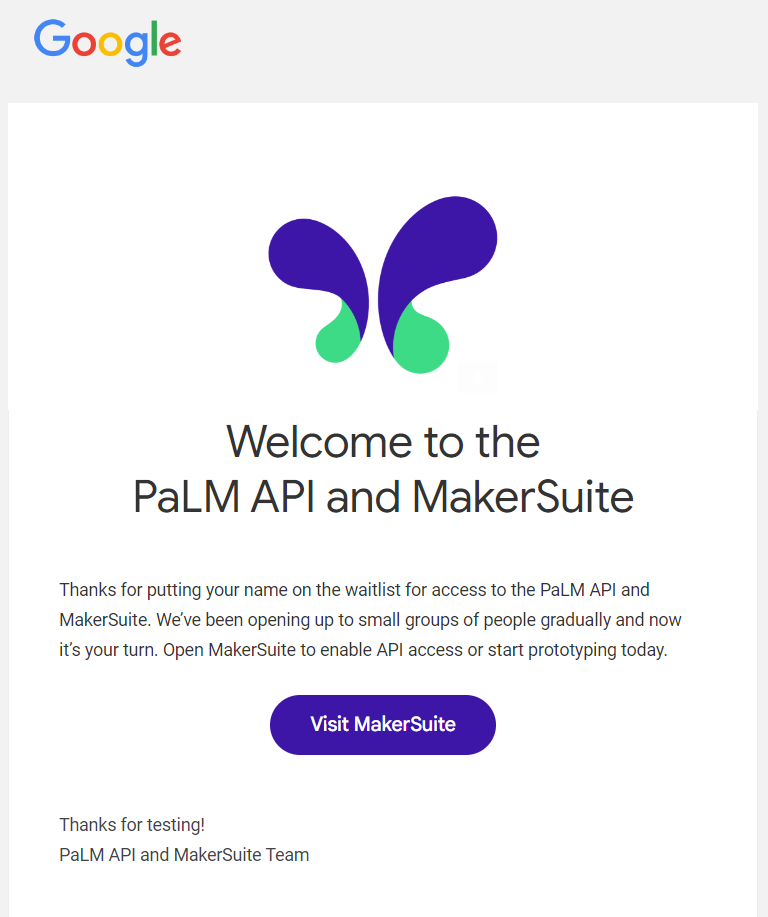 Google
Welcome to the
PaLM API and MakerSuite
Thanks for putting your name on the waitlist for access to the PaLM API and
MakerSuite. We’ve been opening up to small groups of people gradually and now
it’s your turn. Open MakerSuite to enable API access or start prototyping today.
Visit MakerSuite
Thanks for testing!
PaLM API and MakerSuite Team